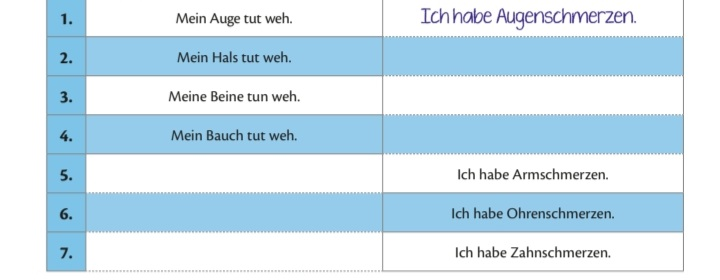 1. Mein Auge tut weh. Ich habe Augenschmerzen.
2. Mein Hals tut weh.
3. Meine Beine tun weh.
4. Mein Bauch tut weh.
5. Ich habe Armschmerzen.
6. Ich habe Ohrenschmerzen.
7. Ich habe Zahnschmerzen.